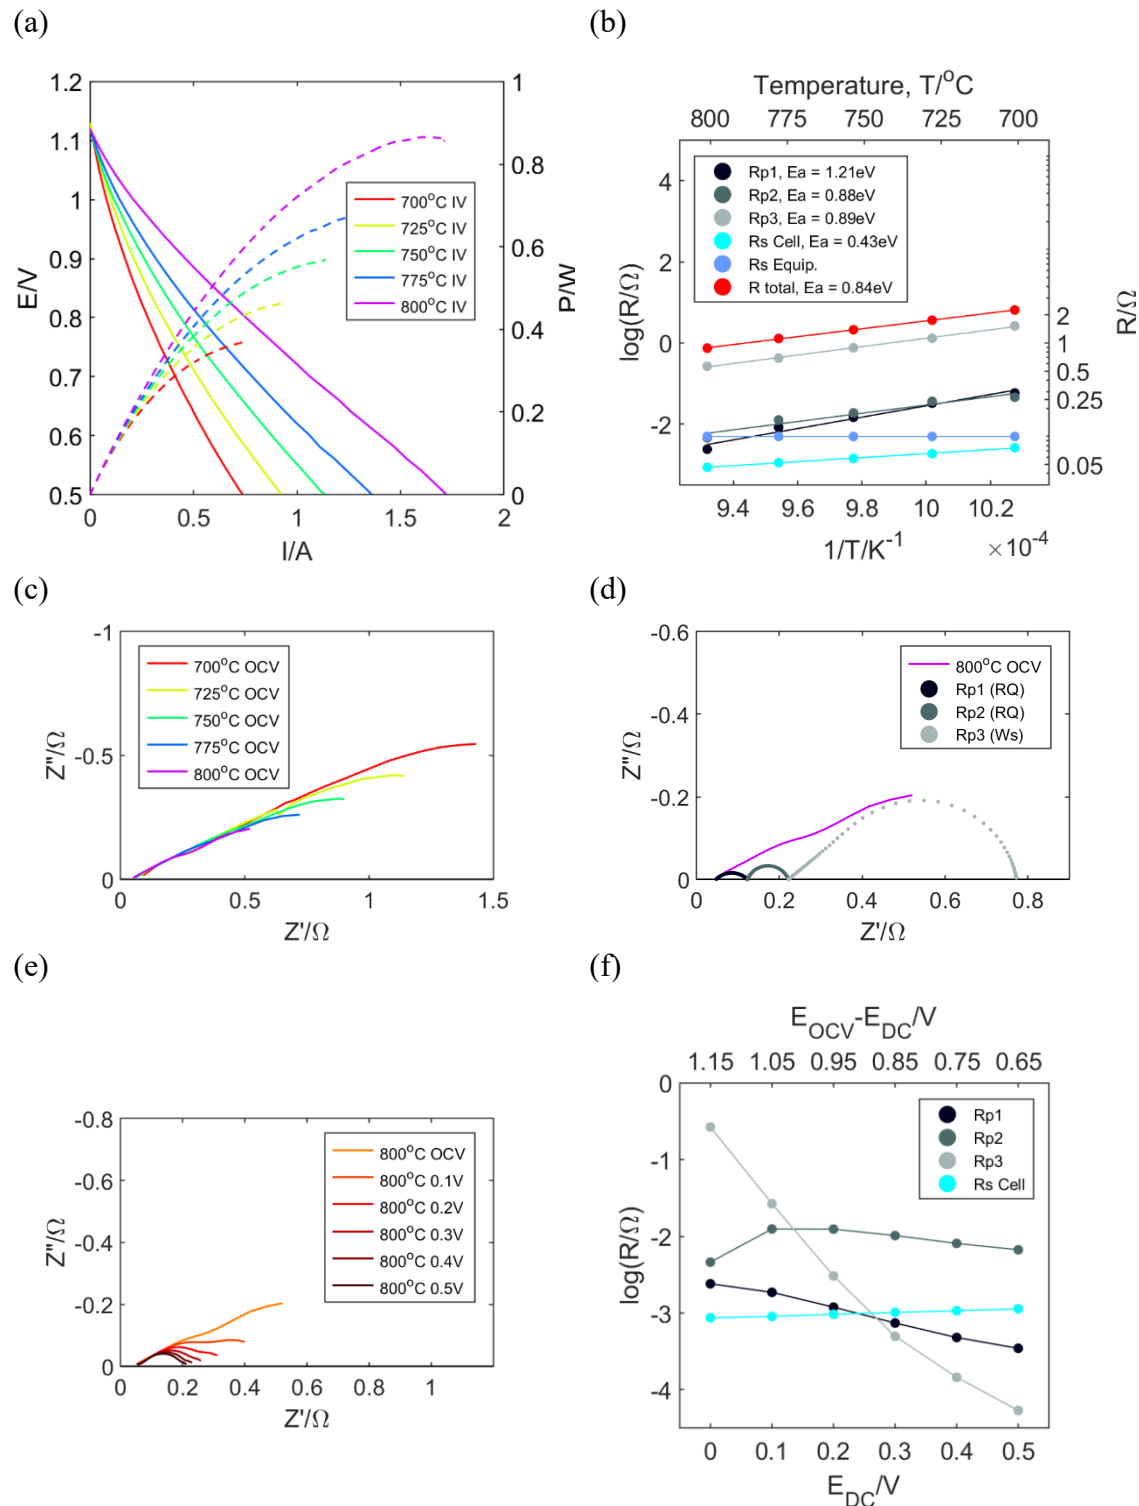 (a)
1.2
1.1
1
0.9
0.8
0.7
0.6
0.5
E/V
0
0.5
1
1.5
2
I/A
1
0.8
0.6
0.4
0.2
0
P/W
700°C IV
725°C IV
750°C IV
775°C IV
800°C IV
(b)
Temperature, T/°C
800 775 750 725 700
4
2
0
-2
log(R/Ω)
Rp1, Ea = 1.21eV
Rp2, Ea = 0.88eV
Rp3, Ea = 0.89eV
Rs Cell, Ea = 0.43eV
Rs Equip.
R total, Ea = 0.84eV
2
1
0.5
0.25
0.05
R/Ω
9.4 9.6 9.8 10 10.2
1/T/K⁻¹
×10⁻⁴
(c)
-1
-0.5
0
Z"/Ω
700°C OCV
725°C OCV
750°C OCV
775°C OCV
800°C OCV
0 0.5 1 1.5
Z'/Ω
(d)
-0.6
-0.4
-0.2
0
Z"/Ω
800°C OCV
Rp1 (RQ)
Rp2 (RQ)
Rp3 (Ws)
0 0.2 0.4 0.6 0.8
Z'/Ω
(e)
-0.8
-0.6
-0.4
-0.2
0
Z"/Ω
800°C OCV
800°C 0.1V
800°C 0.2V
800°C 0.3V
800°C 0.4V
800°C 0.5V
0 0.2 0.4 0.6 0.8 1
Z'/Ω
(f)
E_OCV-E_DC/V
1.15 1.05 0.95 0.85 0.75 0.65
0
-1
-2
-3
-4
log(R/Ω)
Rp1
Rp2
Rp3
Rs Cell
0 0.1 0.2 0.3 0.4 0.5
E_DC/V